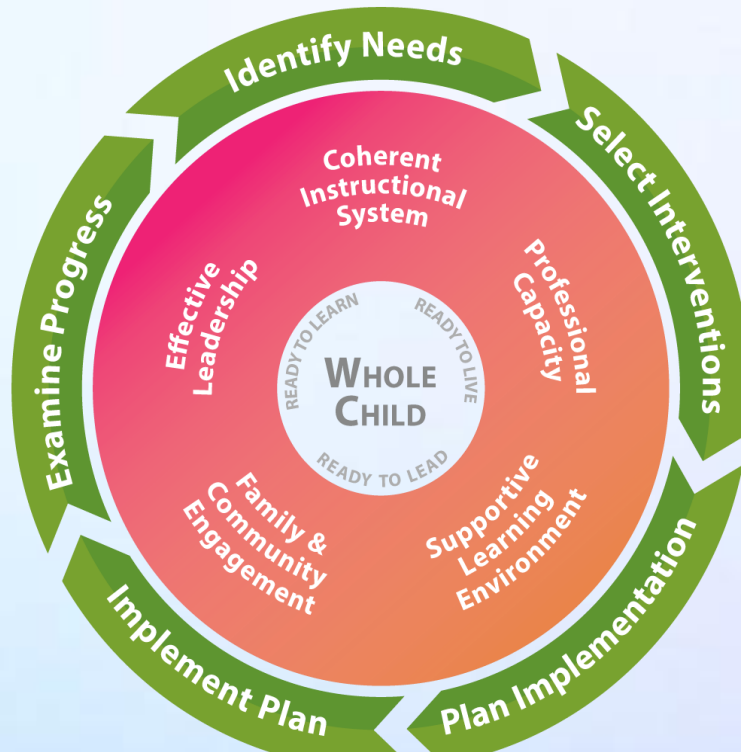 Identify Needs
Select Interventions
Plan Implementation
Implement Plan
Examine Progress
Coherent
Instructional
System
Professional
Capacity
Supportive
Learning
Environment
Family &
Community
Engagement
Effective
Leadership
READY TO LEARN
READY TO LIVE
READY TO LEAD
WHOLE
CHILD